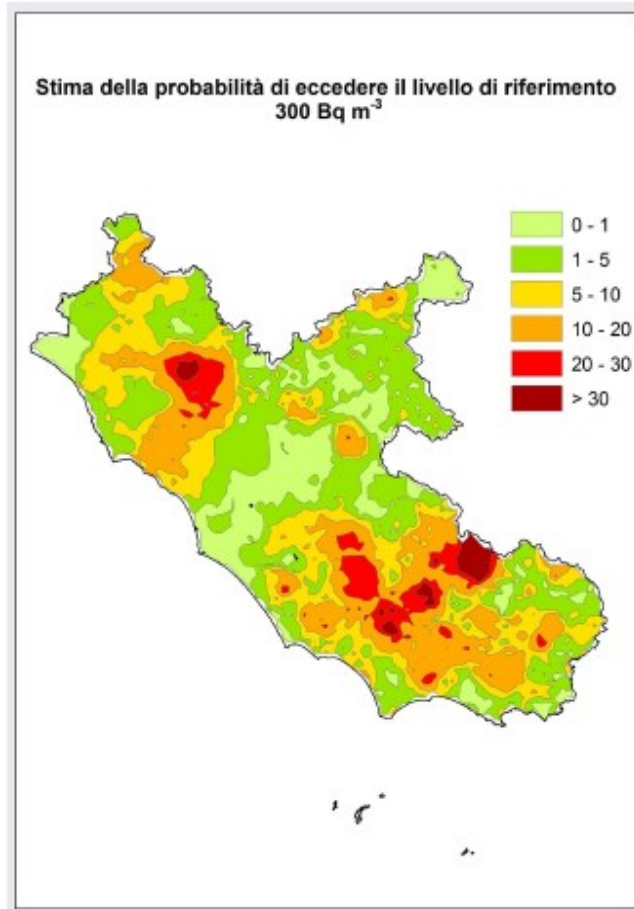 Stima della probabilità di eccedere il livello di riferimento
300 Bq m-3
0 - 1
1 - 5
5 - 10
10 - 20
20 - 30
> 30